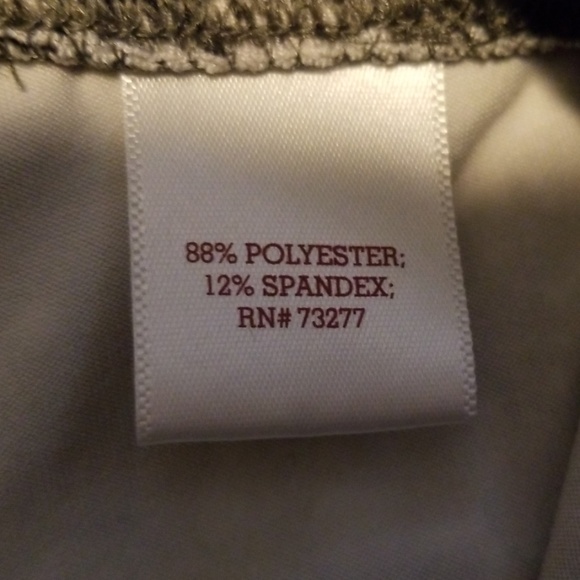 88% POLYESTER;
12% SPANDEX;
RN# 73277